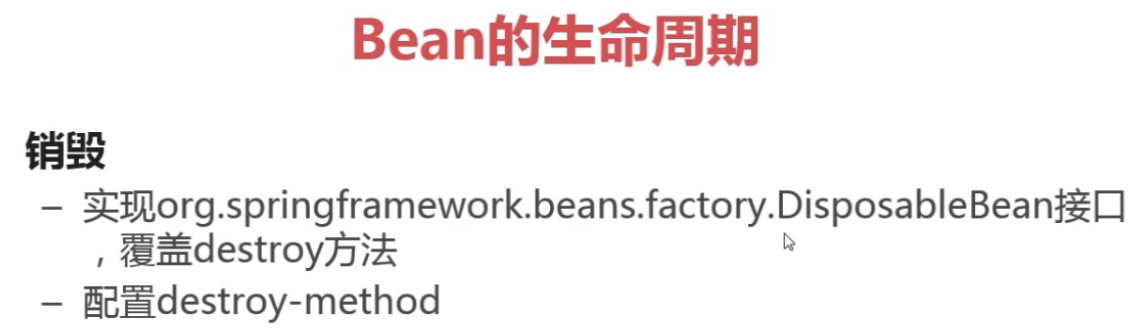 Bean的生命周期
销毁
– 实现org.springframework.beans.factory.DisposableBean接口
，覆盖destroy方法
– 配置destroy-method